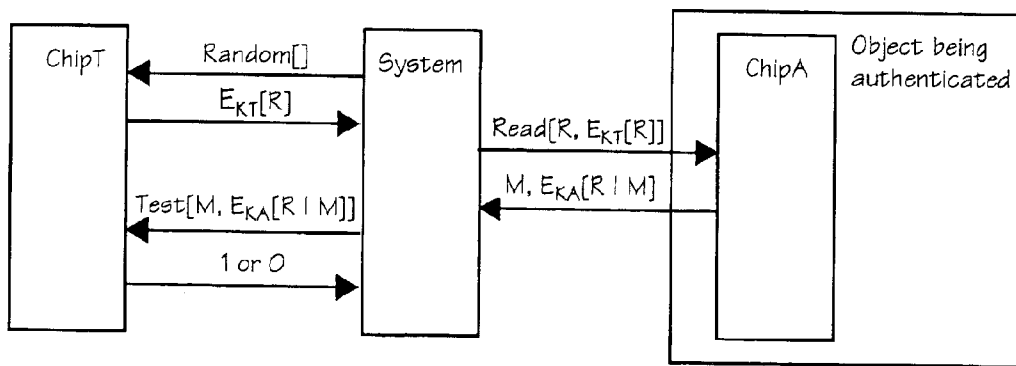 ChipT
Random[]
System
E_KT[R]
Read[R, E_KT[R]]
ChipA
Object being
authenticated
M, E_KA[R | M]
Test[M, E_KA[R | M]]
1 or 0